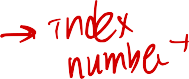 → index
number